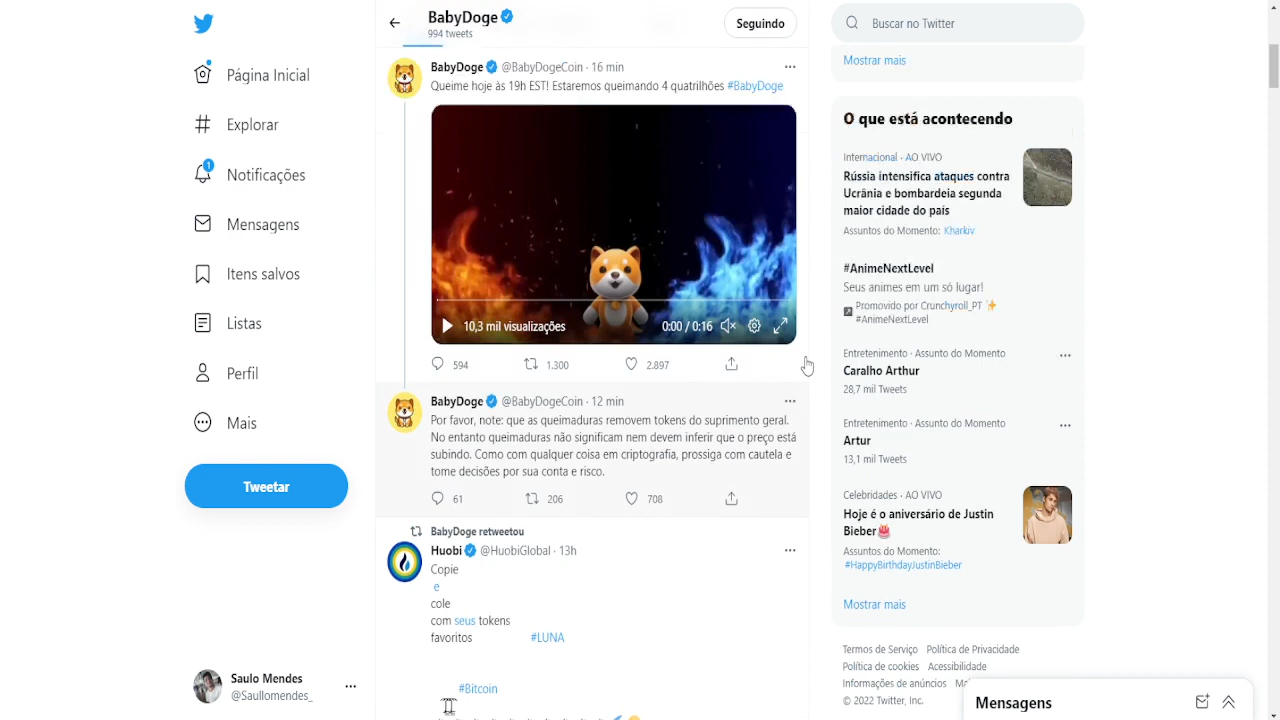 BabyDoge
994 tweets
Seguindo
Buscar no Twitter
Página Inicial
Explorar
1
Notificações
Mensagens
Itens salvos
Listas
Perfil
Mais
Tweetar
Saulo Mendes
@Saullomendes_
BabyDoge @BabyDogeCoin · 16 min
Queime hoje às 19h EST! Estaremos queimando 4 quatrilhões #BabyDoge
10,3 mil visualizações
0:00 / 0:16
594 1.300 2.897
BabyDoge @BabyDogeCoin · 12 min
Por favor, note: que as queimaduras removem tokens do suprimento geral.
No entanto queimaduras não significam nem devem inferir que o preço está
subindo. Como com qualquer coisa em criptografia, prossiga com cautela e
tome decisões por sua conta e risco.
61 206 708
BabyDoge retweetou
Huobi @HuobiGlobal · 13h
Copie
e
cole
com seus tokens
favoritos #LUNA
#Bitcoin
Mostrar mais
O que está acontecendo
Internacional · AO VIVO
Rússia intensifica ataques contra
Ucrânia e bombardeia segunda
maior cidade do país
Assuntos do Momento: Kharkiv
#AnimeNextLevel
Seus animes em um só lugar!
Promovido por Crunchyroll_PT ✨
#AnimeNextLevel
Entretenimento · Assunto do Momento
Caralho Arthur
28,7 mil Tweets
Entretenimento · Assunto do Momento
Artur
13,1 mil Tweets
Celebridades · AO VIVO
Hoje é o aniversário de Justin
Bieber
Assuntos do Momento:
#HappyBirthdayJustinBieber
Mostrar mais
Termos de Serviço Política de Privacidade
Política de cookies Acessibilidade
Informações de anúncios
© 2022 Twitter, Inc.
Mensagens